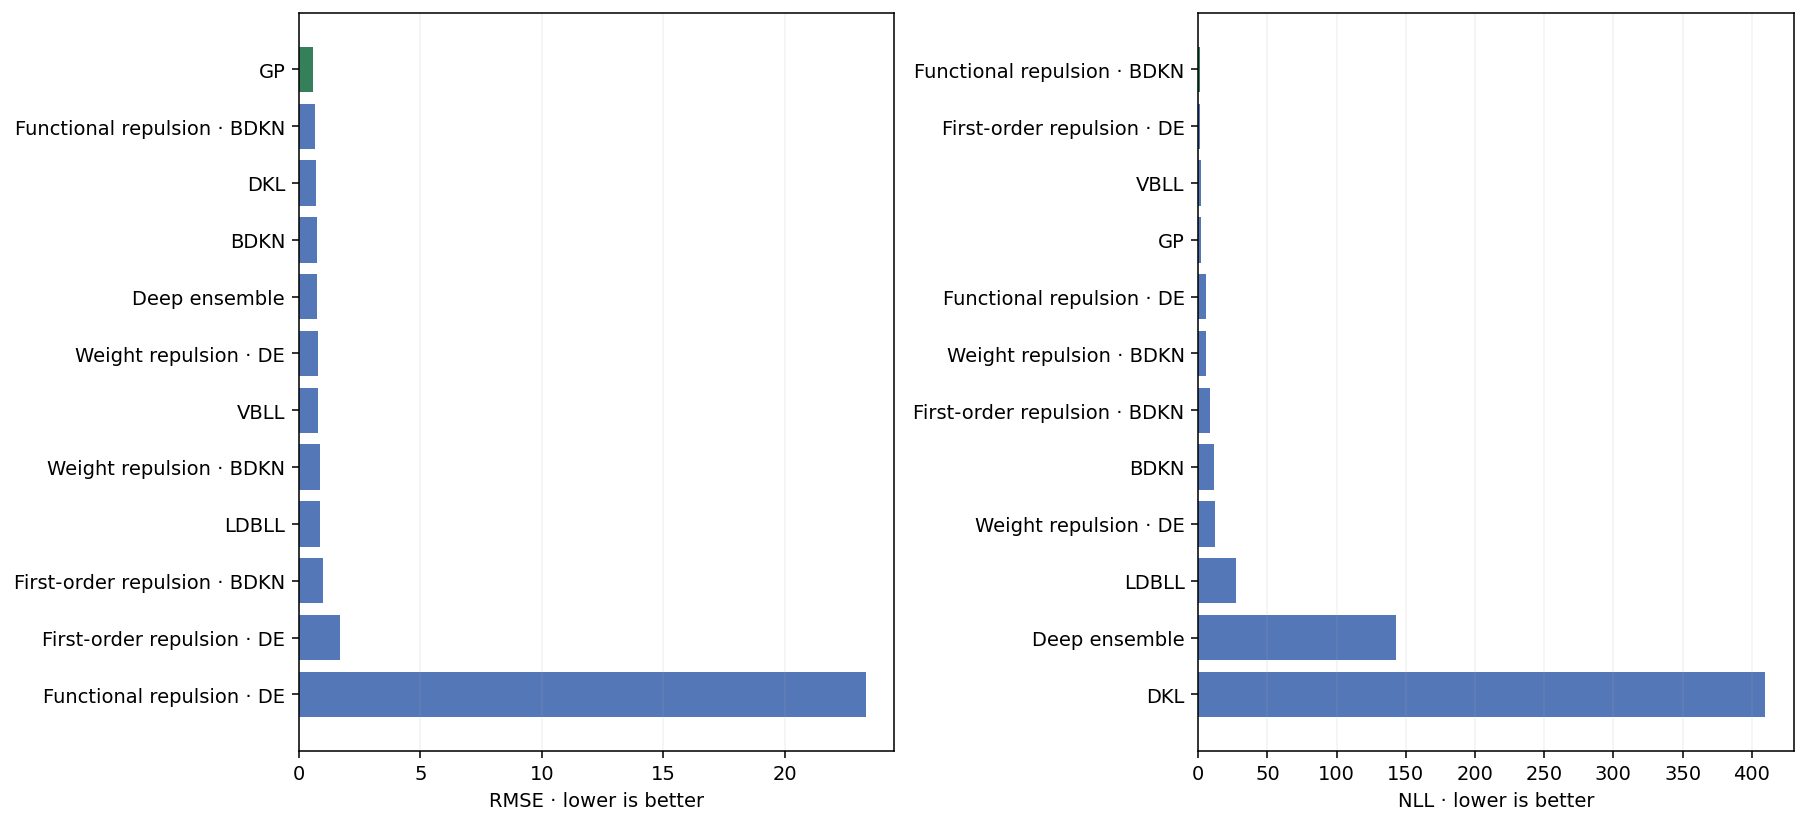 GP
Functional repulsion · BDKN
DKL
BDKN
Deep ensemble
Weight repulsion · DE
VBLL
Weight repulsion · BDKN
LDBLL
First-order repulsion · BDKN
First-order repulsion · DE
Functional repulsion · DE
0 5 10 15 20
RMSE · lower is better
Functional repulsion · BDKN
First-order repulsion · DE
VBLL
GP
Functional repulsion · DE
Weight repulsion · BDKN
First-order repulsion · BDKN
BDKN
Weight repulsion · DE
LDBLL
Deep ensemble
DKL
0 50 100 150 200 250 300 350 400
NLL · lower is better